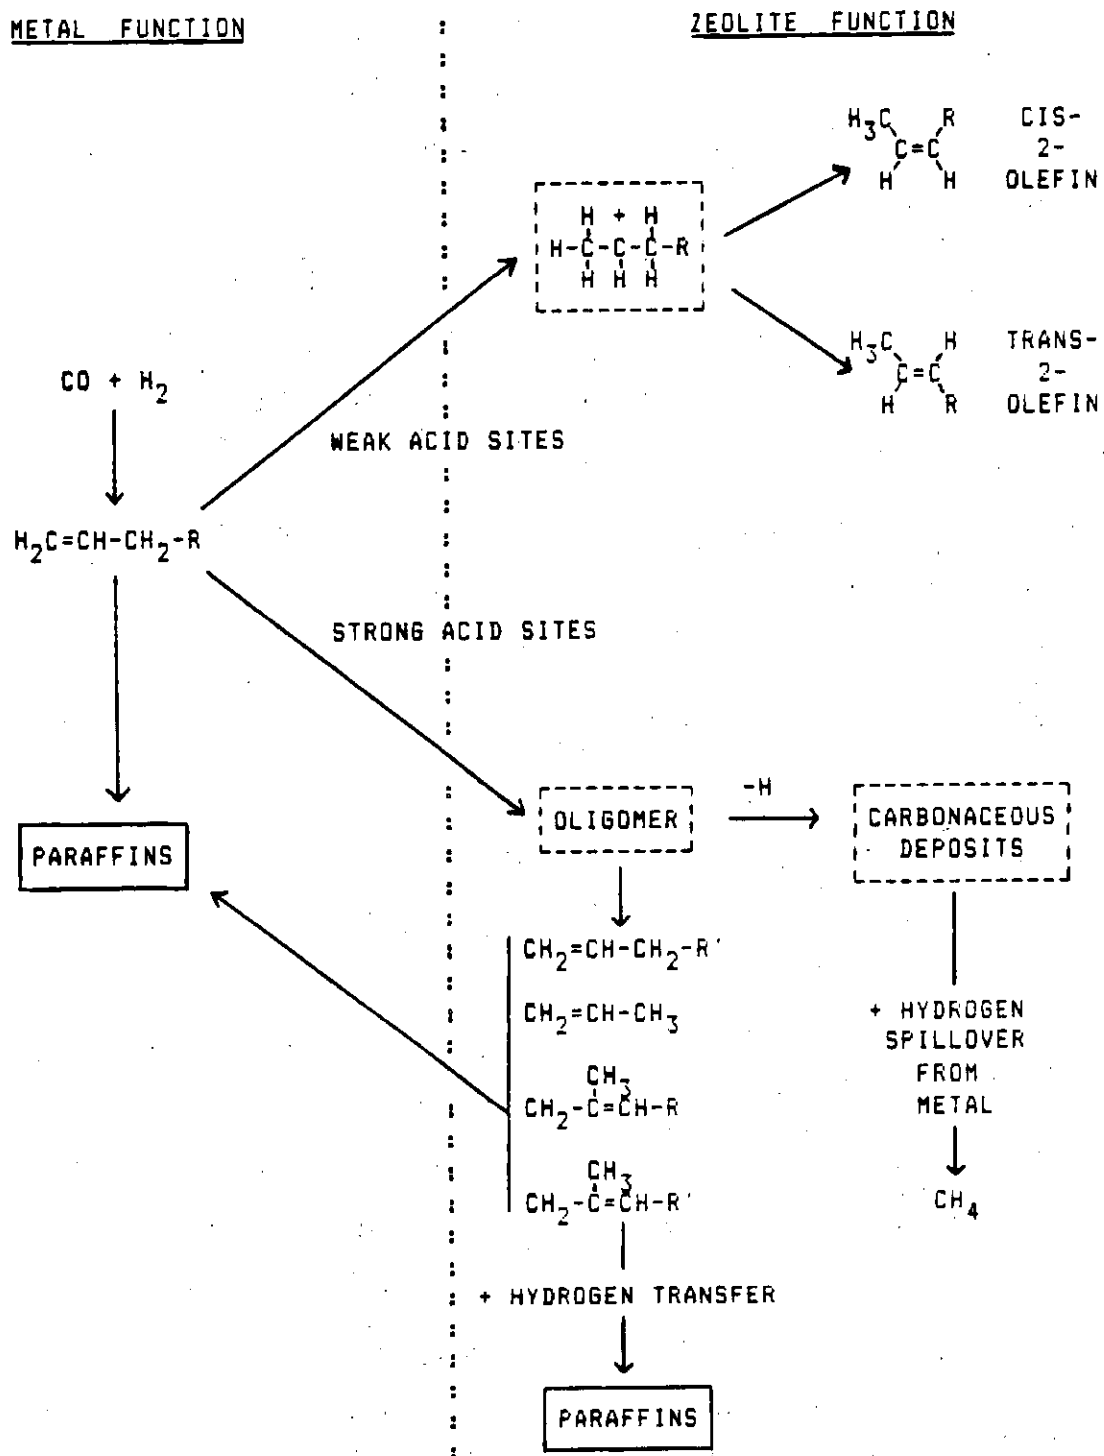 METAL FUNCTION
ZEOLITE FUNCTION
H3C R CIS-
C=C 2-
H H OLEFIN
H + H
H-C-C-C-R
H H H
H3C H TRANS-
C=C 2-
H R OLEFIN
CO + H2
WEAK ACID SITES
H2C=CH-CH2-R
STRONG ACID SITES
-H
OLIGOMER
CARBONACEOUS
DEPOSITS
PARAFFINS
CH2=CH-CH2-R'
CH2=CH-CH3
CH3
CH2-C=CH-R
CH3
CH2-C=CH-R'
+ HYDROGEN
SPILLOVER
FROM
METAL
CH4
+ HYDROGEN TRANSFER
PARAFFINS